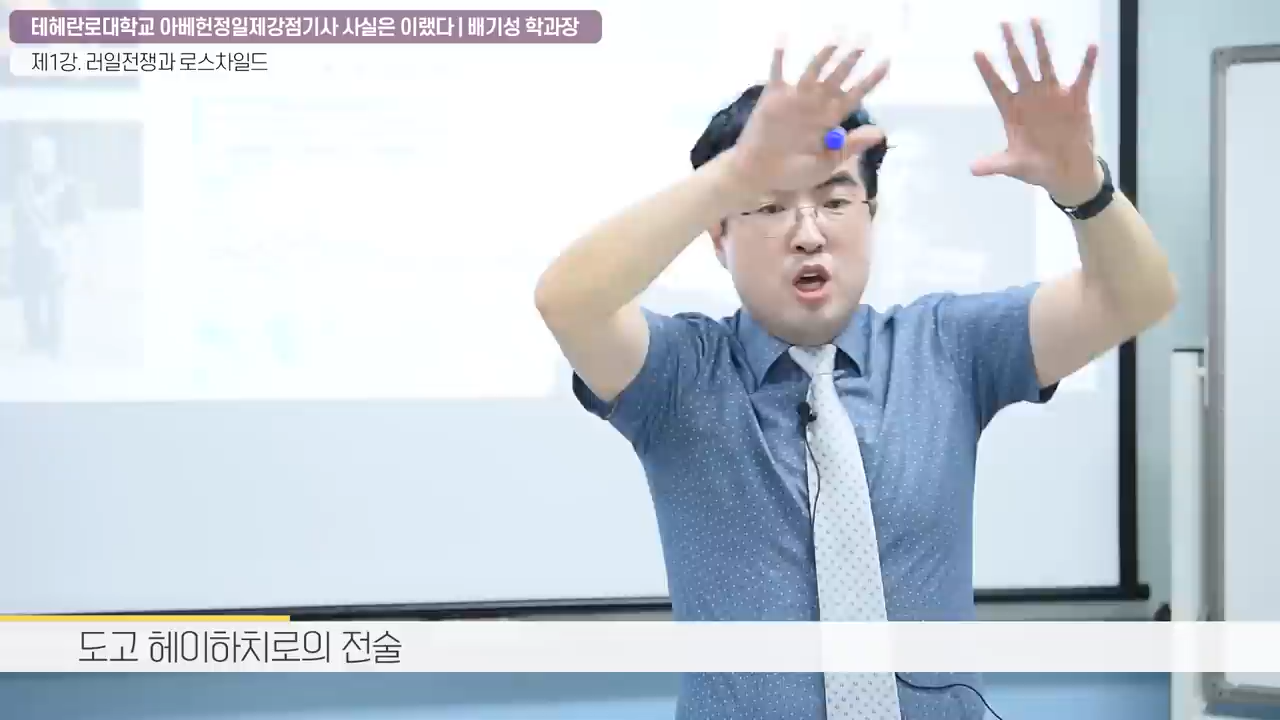 테헤란로대학교 아베헌정일제강점기사 사실은 이랬다 | 배기성 학과장
제1강. 러일전쟁과 로스차일드
도고 헤이하치로의 전술